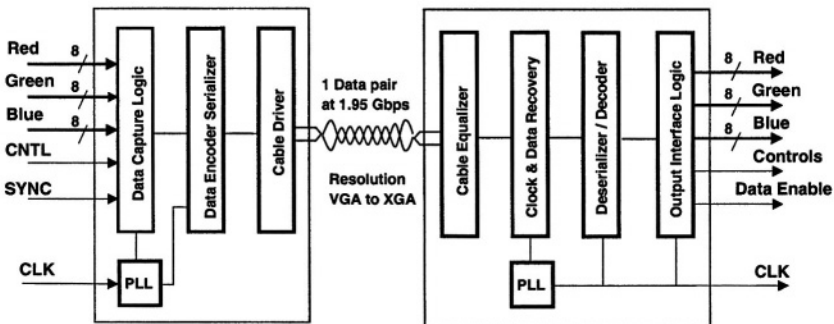 Red
8
Green
8
Blue
8
CNTL
SYNC
CLK
Data Capture Logic
PLL
Data Encoder Serializer
Cable Driver
1 Data pair
at 1.95 Gbps
Resolution
VGA to XGA
Cable Equalizer
Clock & Data Recovery
PLL
Deserializer / Decoder
Output Interface Logic
8
Red
8
Green
8
Blue
Controls
Data Enable
CLK